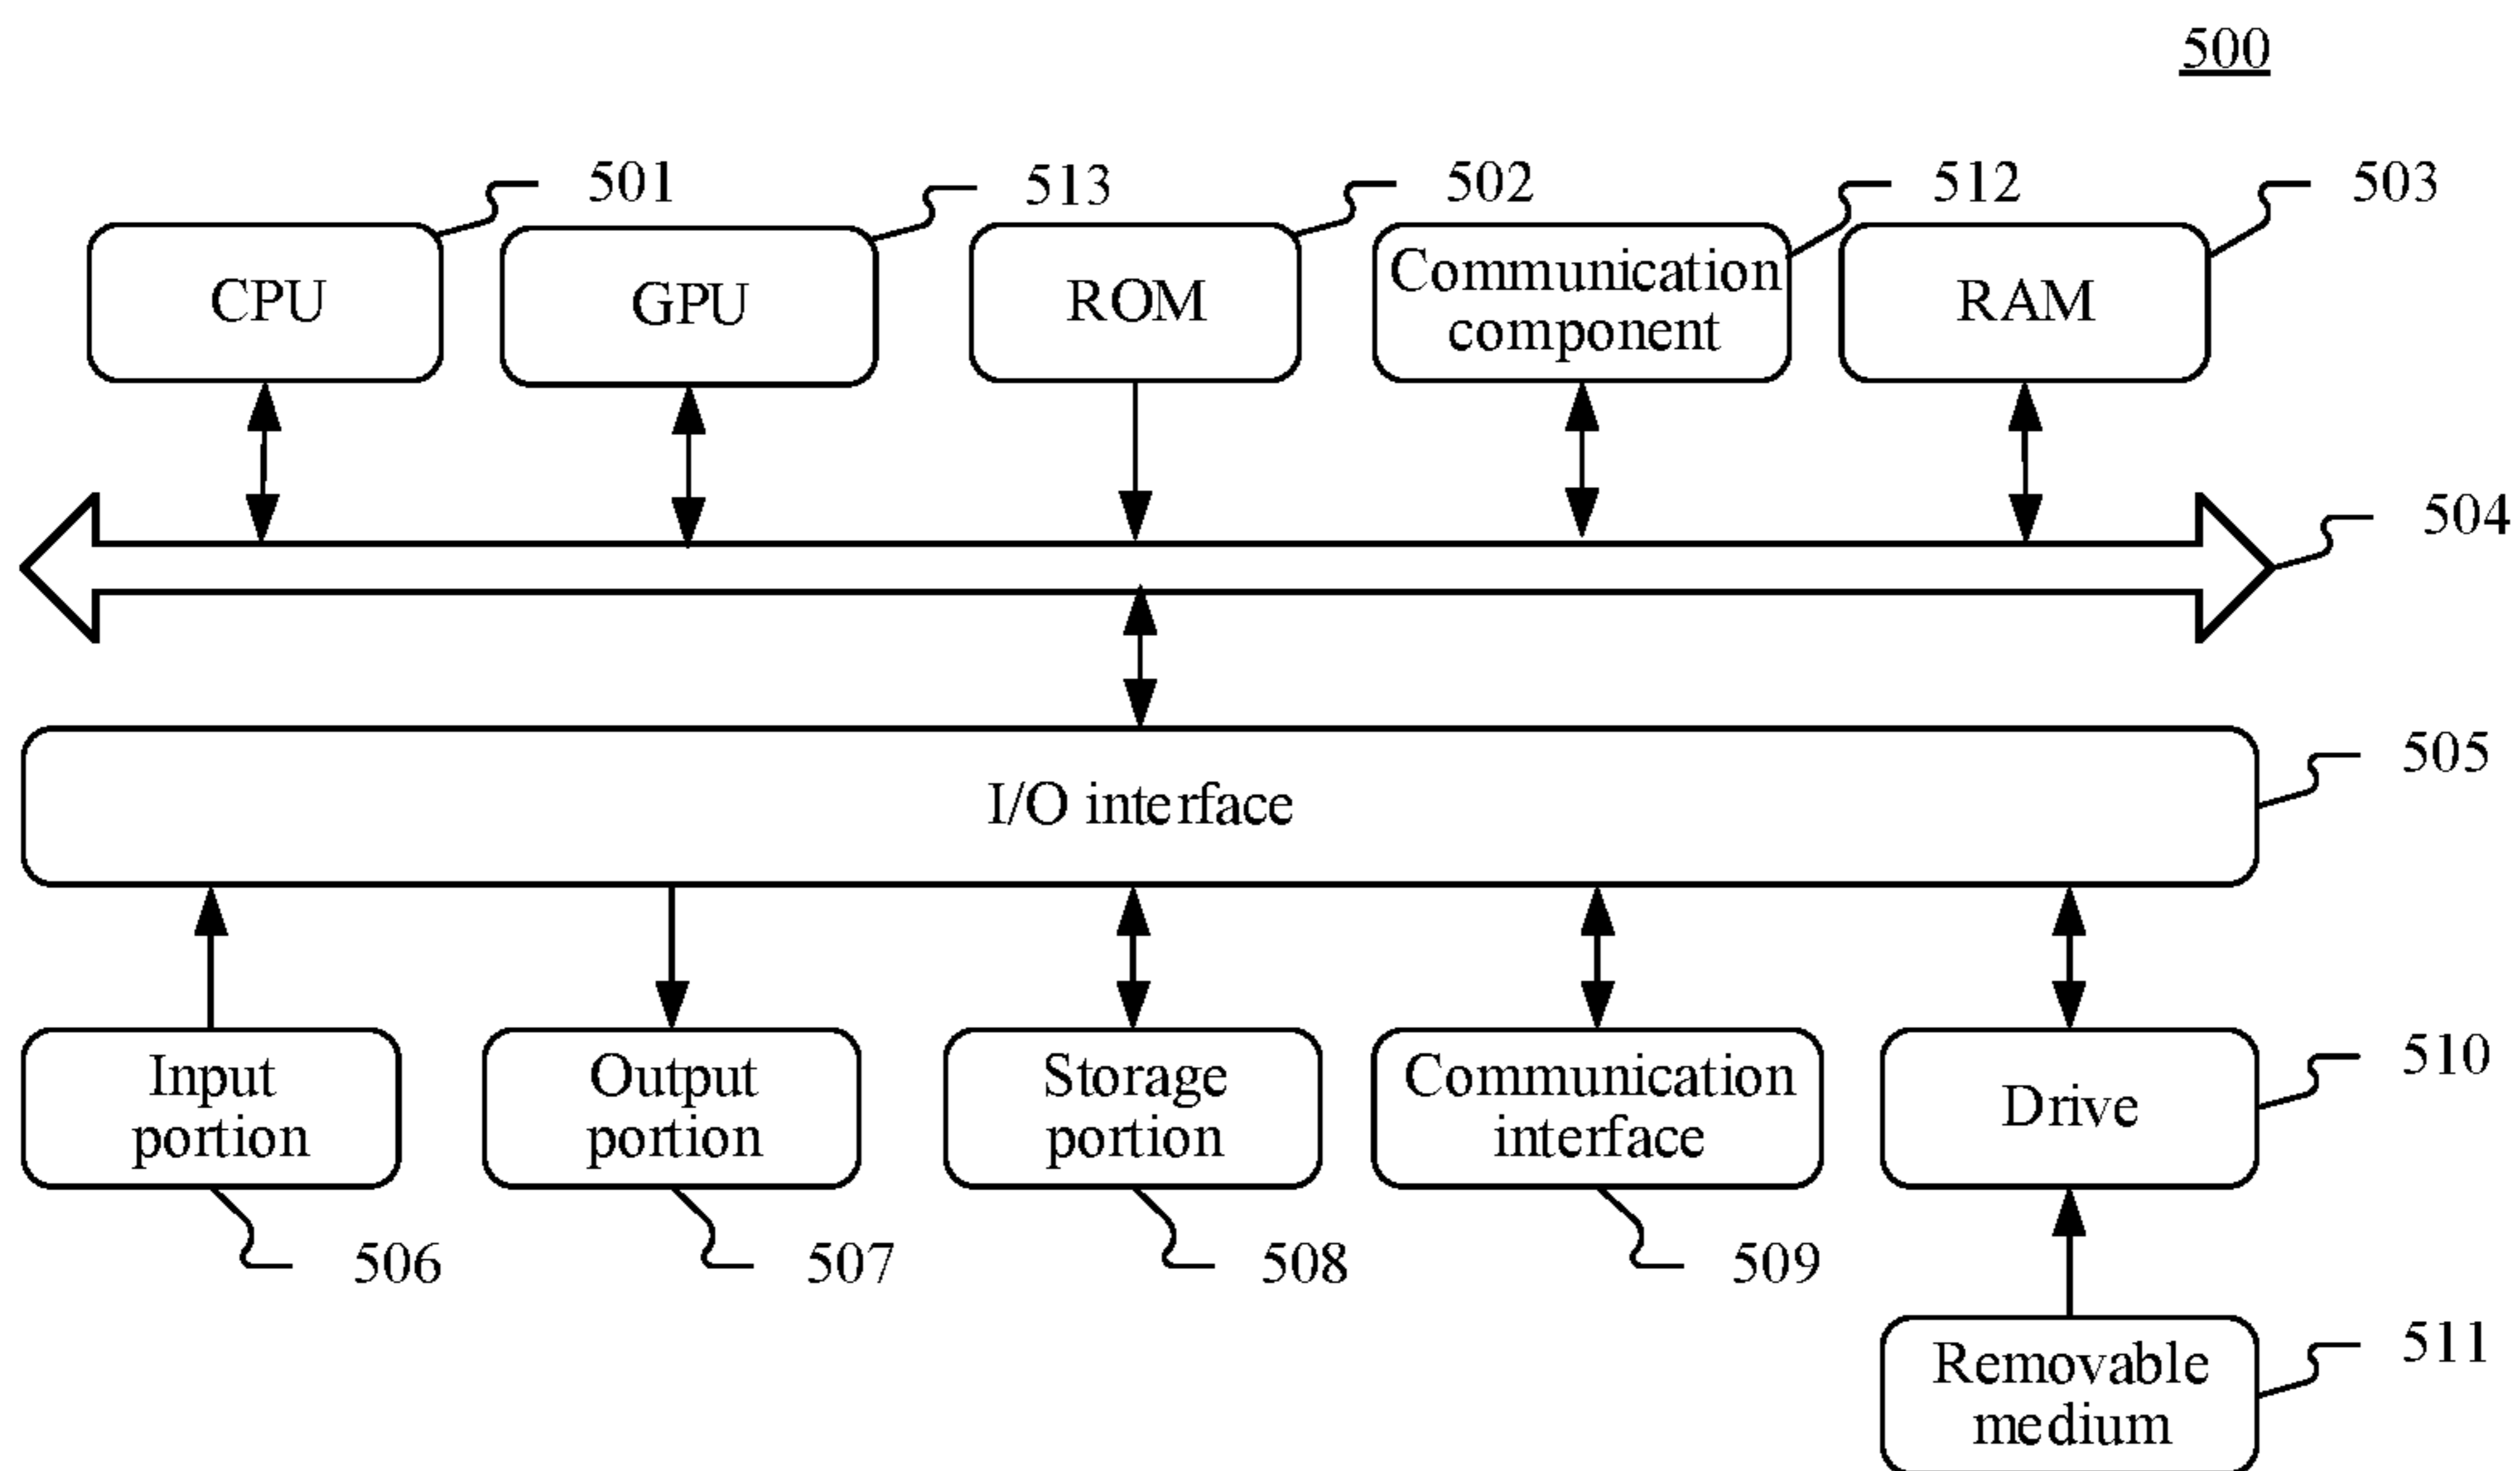 500
501
513
502
512
503
CPU
GPU
ROM
Communication
component
RAM
504
505
I/O interface
510
Input
portion
Output
portion
Storage
portion
Communication
interface
Drive
506
507
508
509
511
Removable
medium